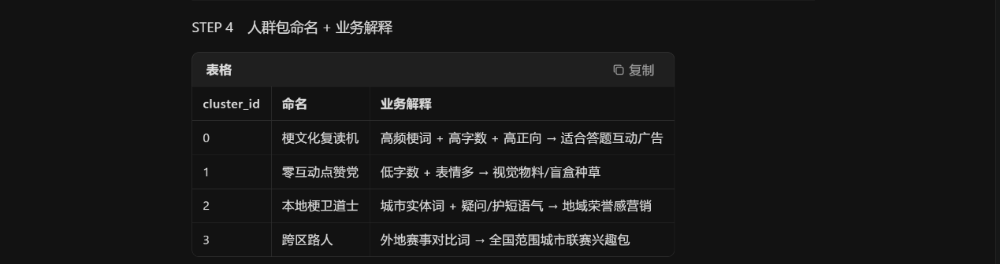 STEP 4 人群包命名 + 业务解释
表格 复制
cluster_id 命名 业务解释
0 梗文化复读机 高频梗词 + 高字数 + 高正向 → 适合答题互动广告
1 零互动点赞党 低字数 + 表情多 → 视觉物料/盲盒种草
2 本地梗卫道士 城市实体词 + 疑问/护短语气 → 地域荣誉感营销
3 跨区路人 外地赛事对比词 → 全国范围城市联赛兴趣包